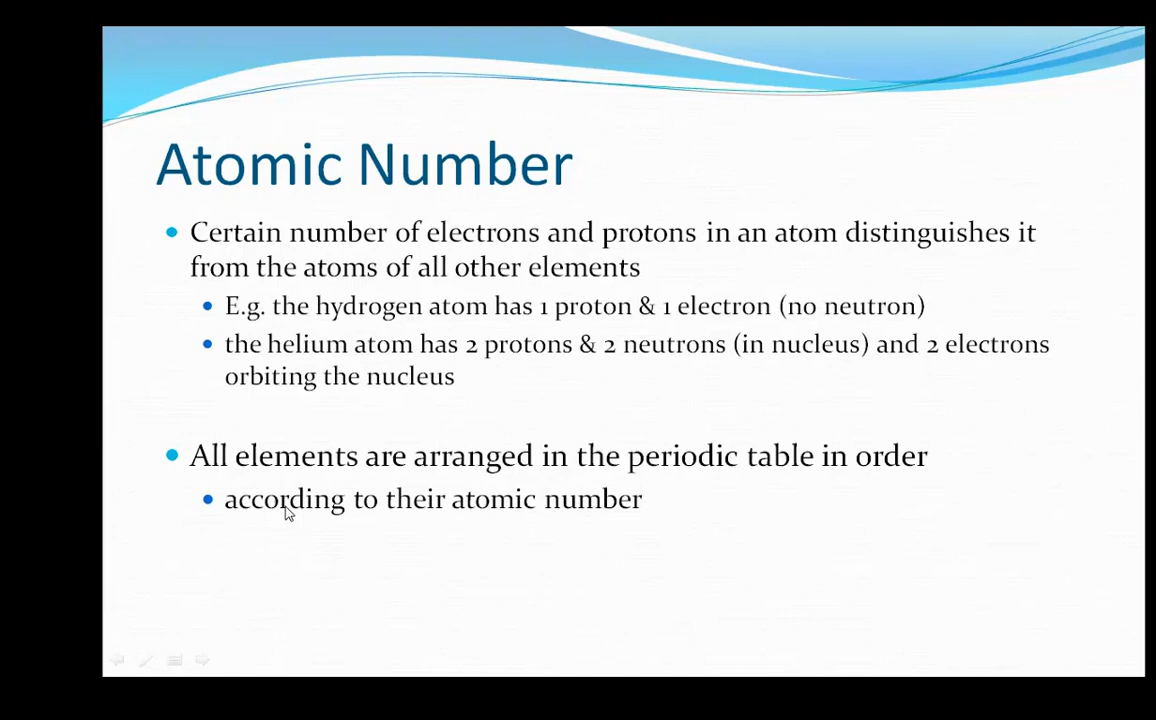 Atomic Number
• Certain number of electrons and protons in an atom distinguishes it
from the atoms of all other elements
• E.g. the hydrogen atom has 1 proton & 1 electron (no neutron)
• the helium atom has 2 protons & 2 neutrons (in nucleus) and 2 electrons
orbiting the nucleus
• All elements are arranged in the periodic table in order
• according to their atomic number